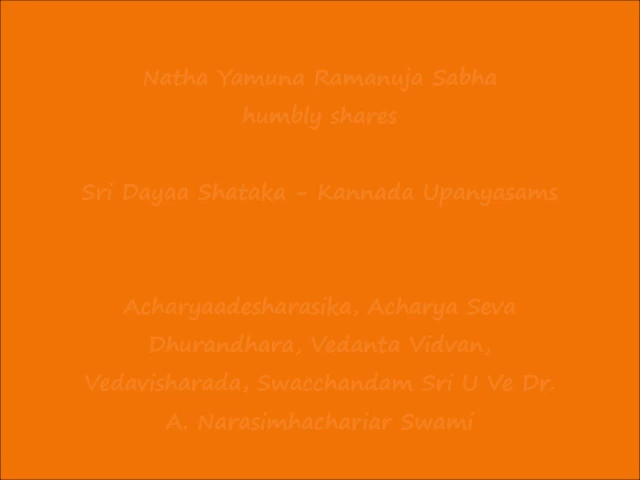 Natha Yamuna Ramanuja Sabha
humbly shares
Sri Dayaa Shataka - Kannada Upanyasams
Acharyaadesharasika, Acharya Seva
Dhurandhara, Vedanta Vidvan,
Vedavisharada, Swacchandam Sri U Ve Dr.
A. Narasimhachariar Swami